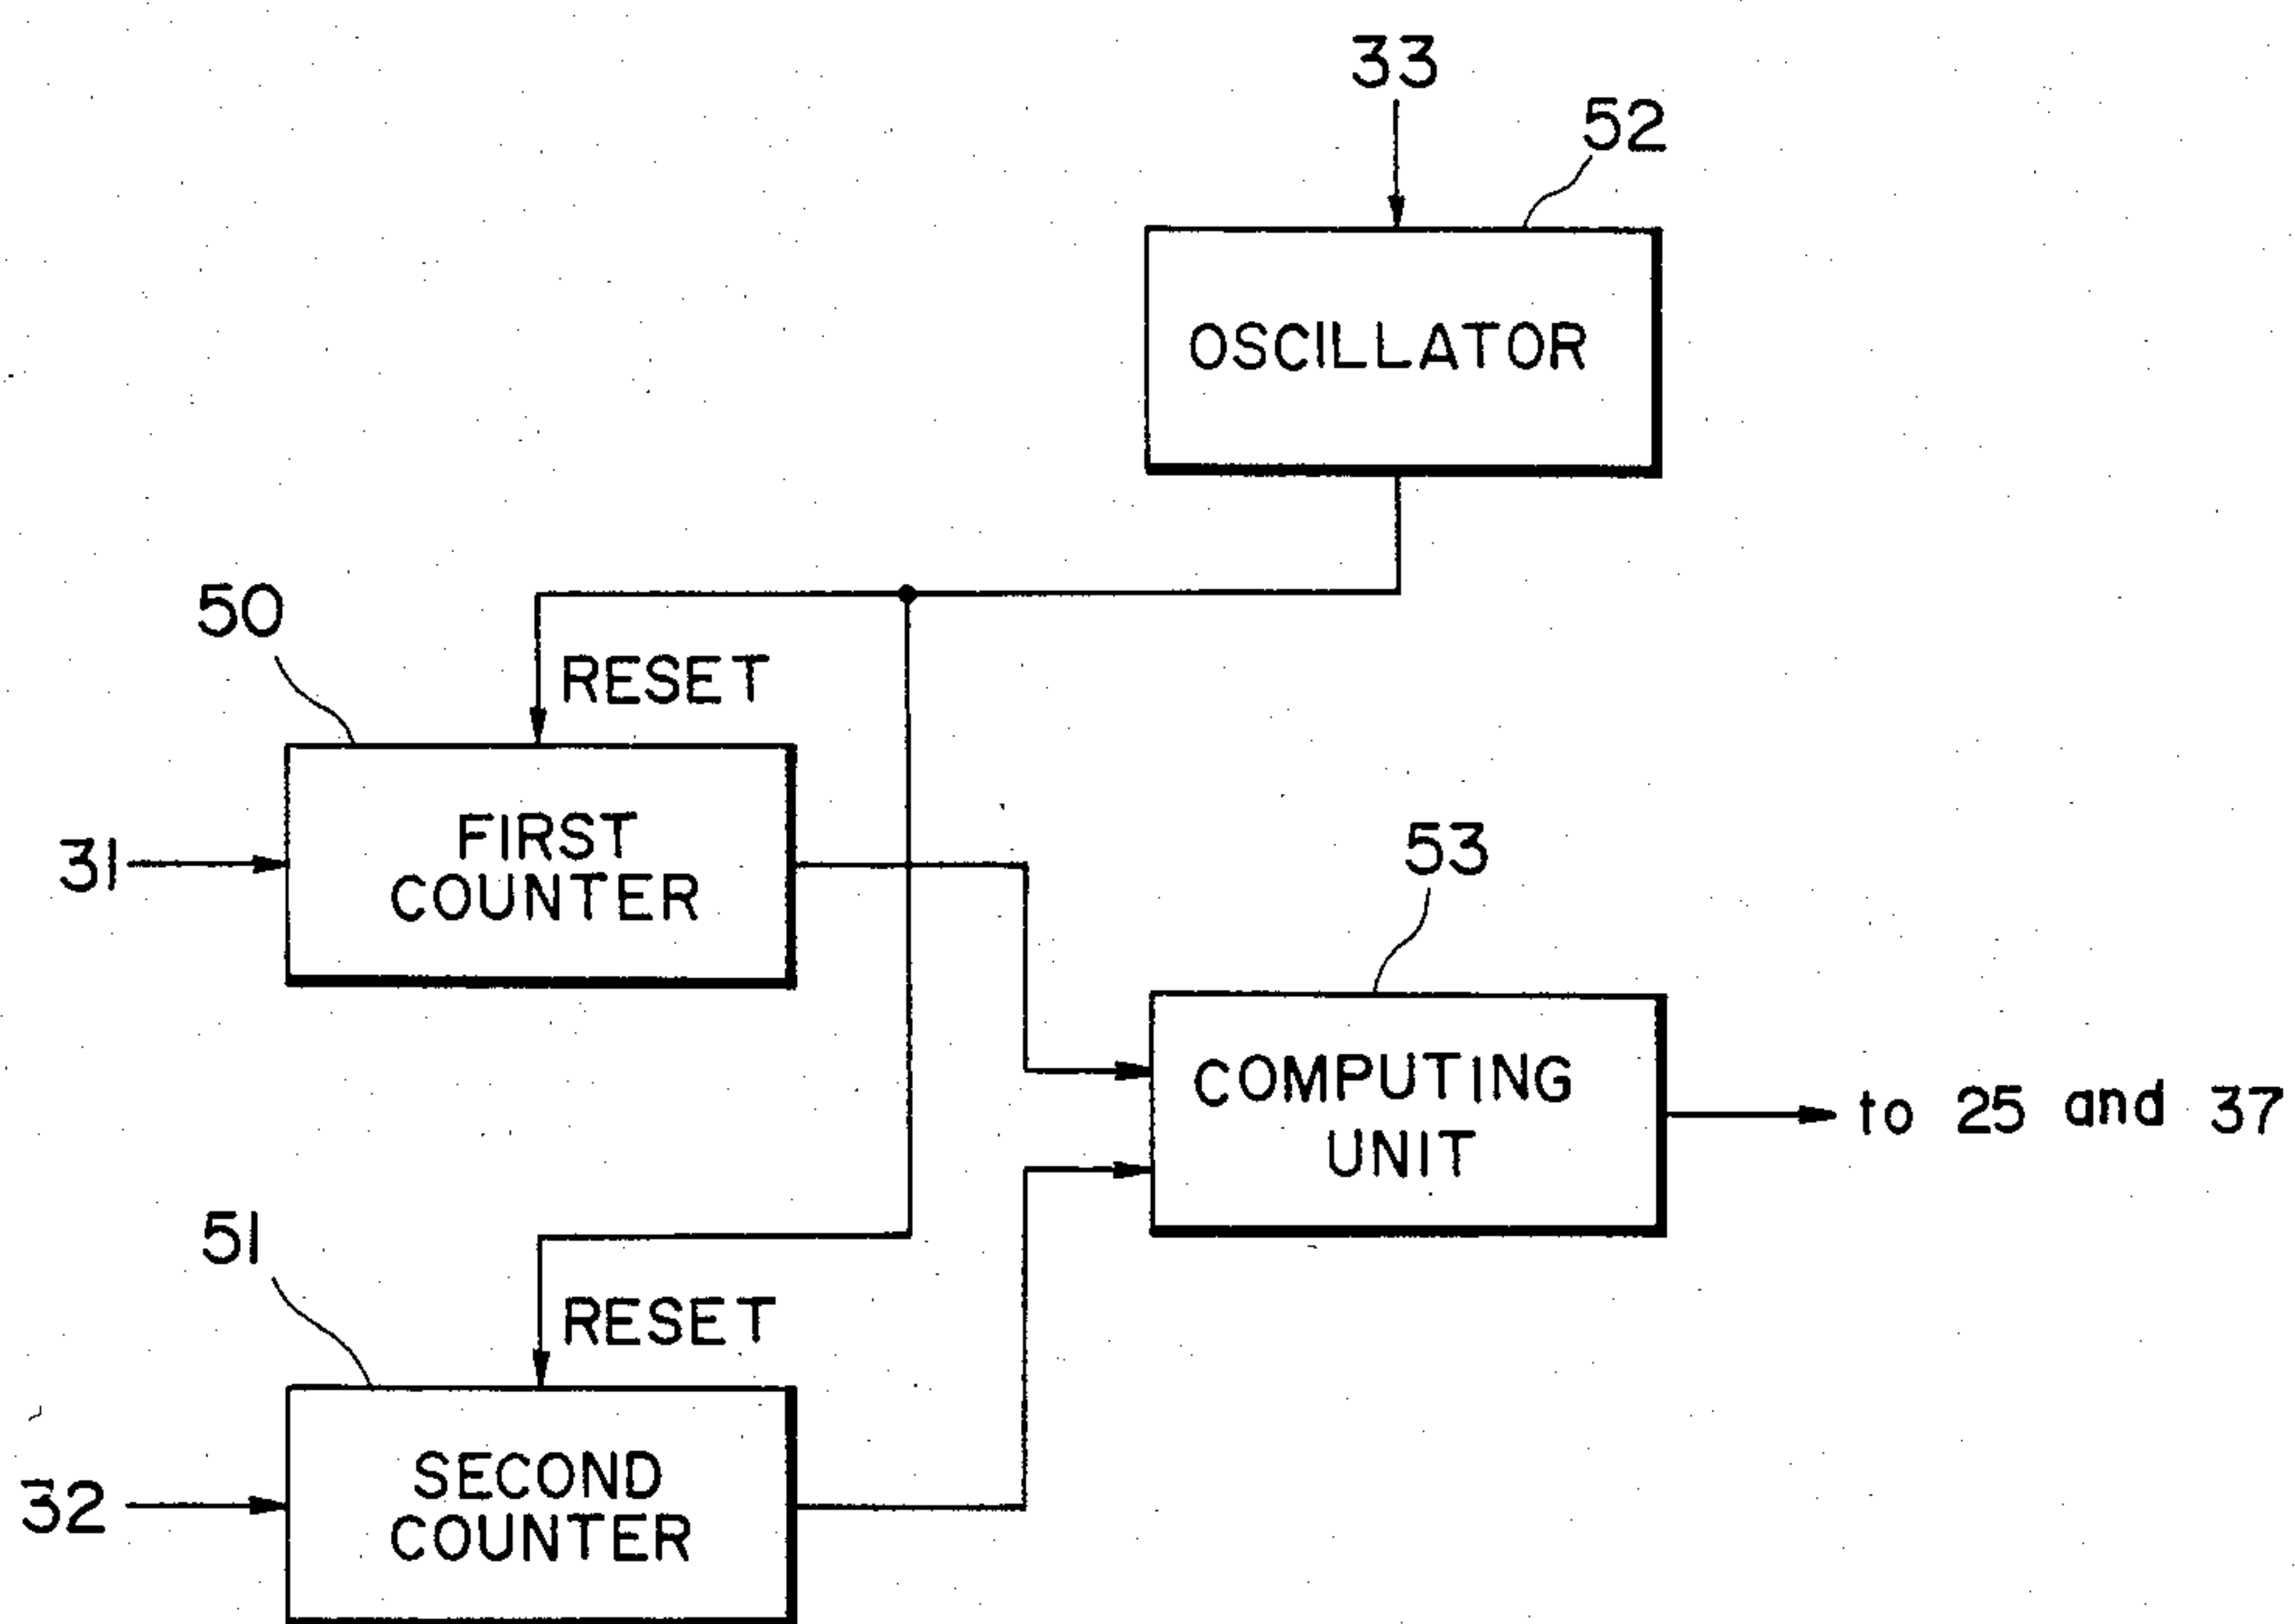 33
52
OSCILLATOR
50
RESET
31
FIRST
COUNTER
53
COMPUTING
UNIT
to 25 and 37
51
RESET
32
SECOND
COUNTER